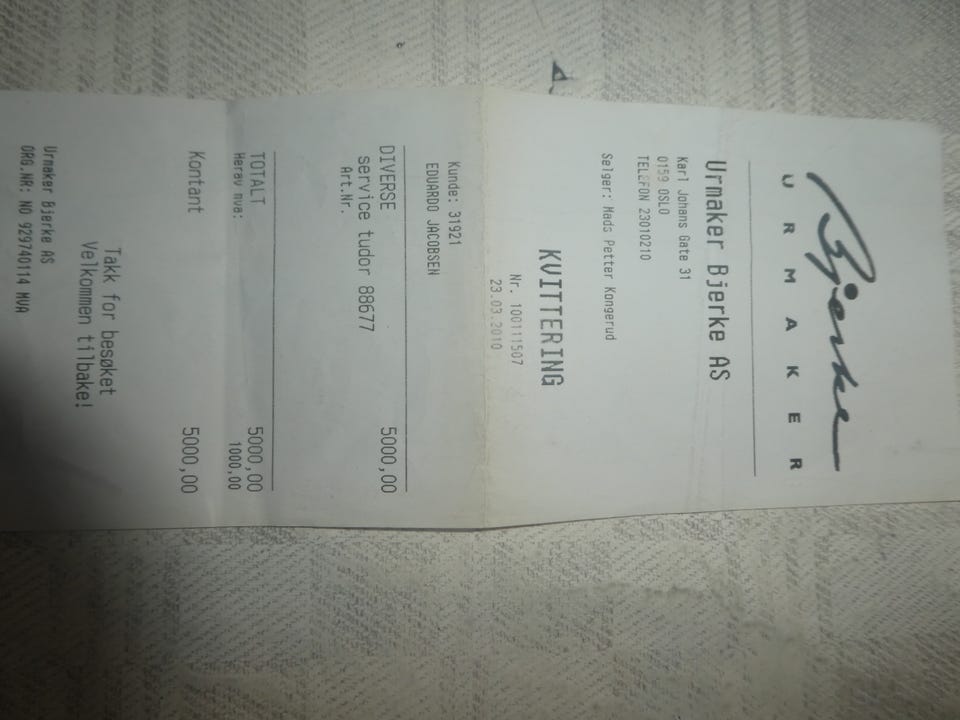 Bjerke
URMAKER
Urmaker Bjerke AS
Karl Johans Gate 31
0159 OSLO
TELEFON 23010210
Selger: Mads Petter Kongerud
KVITTERING
Nr. 100111507
23.03.2010
Kunde: 31921
EDUARDO JACOBSEN
DIVERSE 5000,00
service tudor 88677
Art.Nr.
TOTALT 5000,00
Herav mva: 1000,00
Kontant 5000,00
Takk for besøket
Velkommen tilbake!
Urmaker Bjerke AS
ORG.NR: NO 929740114 MVA